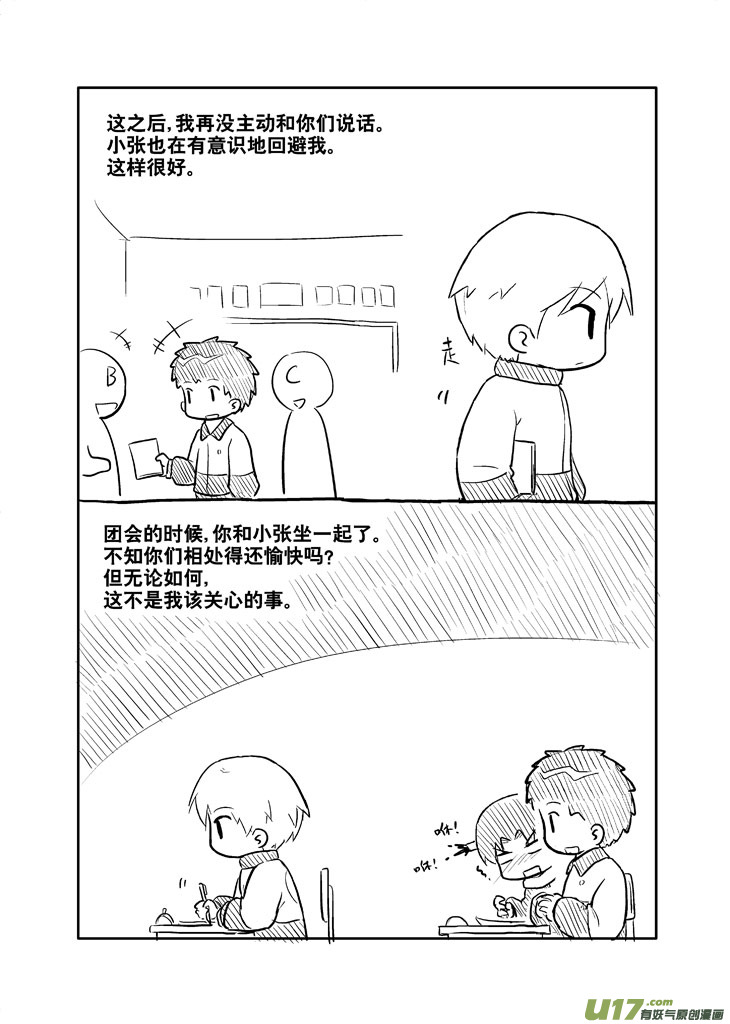 这之后,我再没主动和你们说话。
小张也在有意识地回避我。
这样很好。
走
B
C
团会的时候,你和小张坐一起了。
不知你们相处得还愉快吗?
但无论如何,
这不是我该关心的事。
咻!
咻!
U17.com
有妖气原创漫画